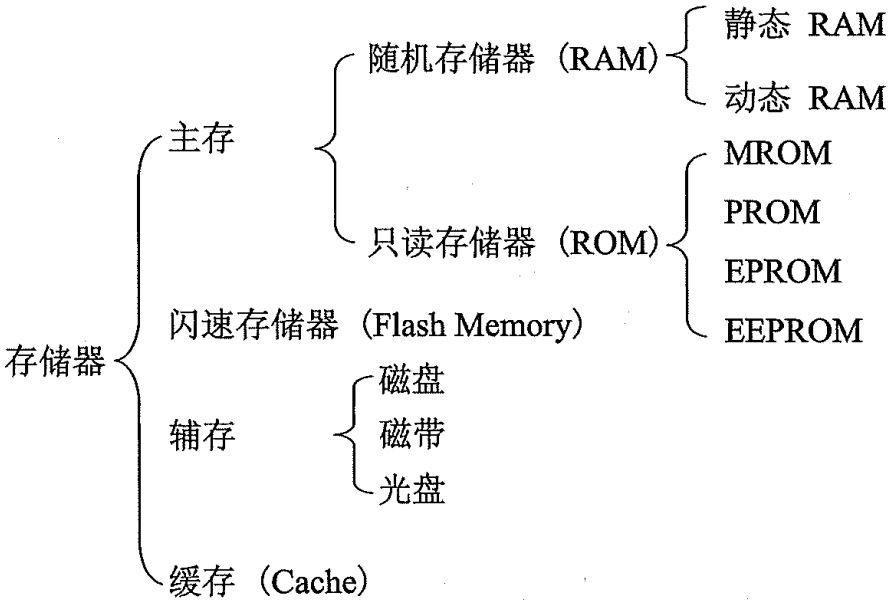 静态 RAM
随机存储器 (RAM)
动态 RAM
主存
MROM
PROM
只读存储器 (ROM)
EPROM
闪速存储器 (Flash Memory)
EEPROM
存储器
磁盘
辅存
磁带
光盘
缓存 (Cache)